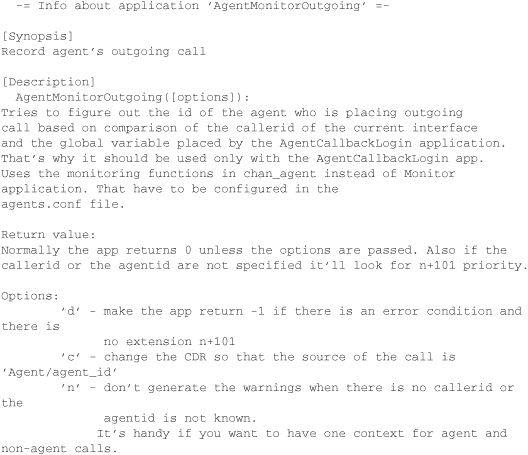 -= Info about application ‘AgentMonitorOutgoing’ =-
[Synopsis]
Record agent’s outgoing call
[Description]
AgentMonitorOutgoing([options]):
Tries to figure out the id of the agent who is placing outgoing
call based on comparison of the callerid of the current interface
and the global variable placed by the AgentCallbackLogin application.
That’s why it should be used only with the AgentCallbackLogin app.
Uses the monitoring functions in chan_agent instead of Monitor
application. That have to be configured in the
agents.conf file.
Return value:
Normally the app returns 0 unless the options are passed. Also if the
callerid or the agentid are not specified it’ll look for n+101 priority.
Options:
’d‘ - make the app return -1 if there is an error condition and
there is
no extension n+101
’c‘ - change the CDR so that the source of the call is
’Agent/agent_id‘
’n‘ - don’t generate the warnings when there is no callerid or
the
agentid is not known.
It’s handy if you want to have one context for agent and
non-agent calls.